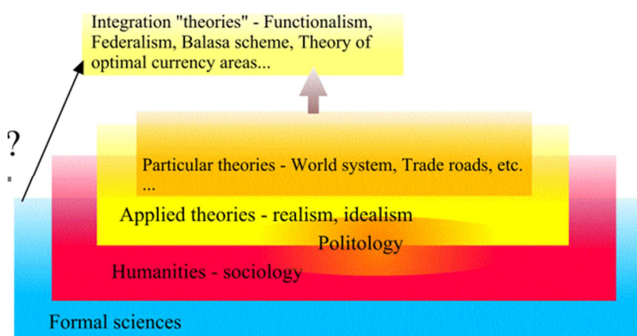 Integration "theories" - Functionalism,
Federalism, Balasa scheme, Theory of
optimal currency areas...
?
Particular theories - World system, Trade roads, etc.
...
Applied theories - realism, idealism
Politology
Humanities - sociology
Formal sciences